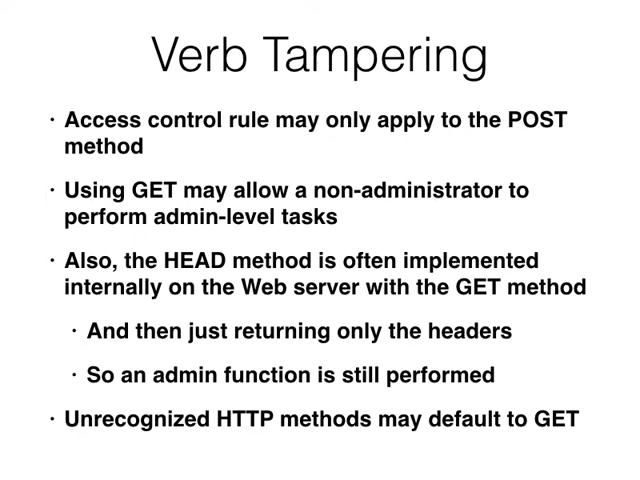 Verb Tampering
· Access control rule may only apply to the POST
method
· Using GET may allow a non-administrator to
perform admin-level tasks
· Also, the HEAD method is often implemented
internally on the Web server with the GET method
· And then just returning only the headers
· So an admin function is still performed
· Unrecognized HTTP methods may default to GET